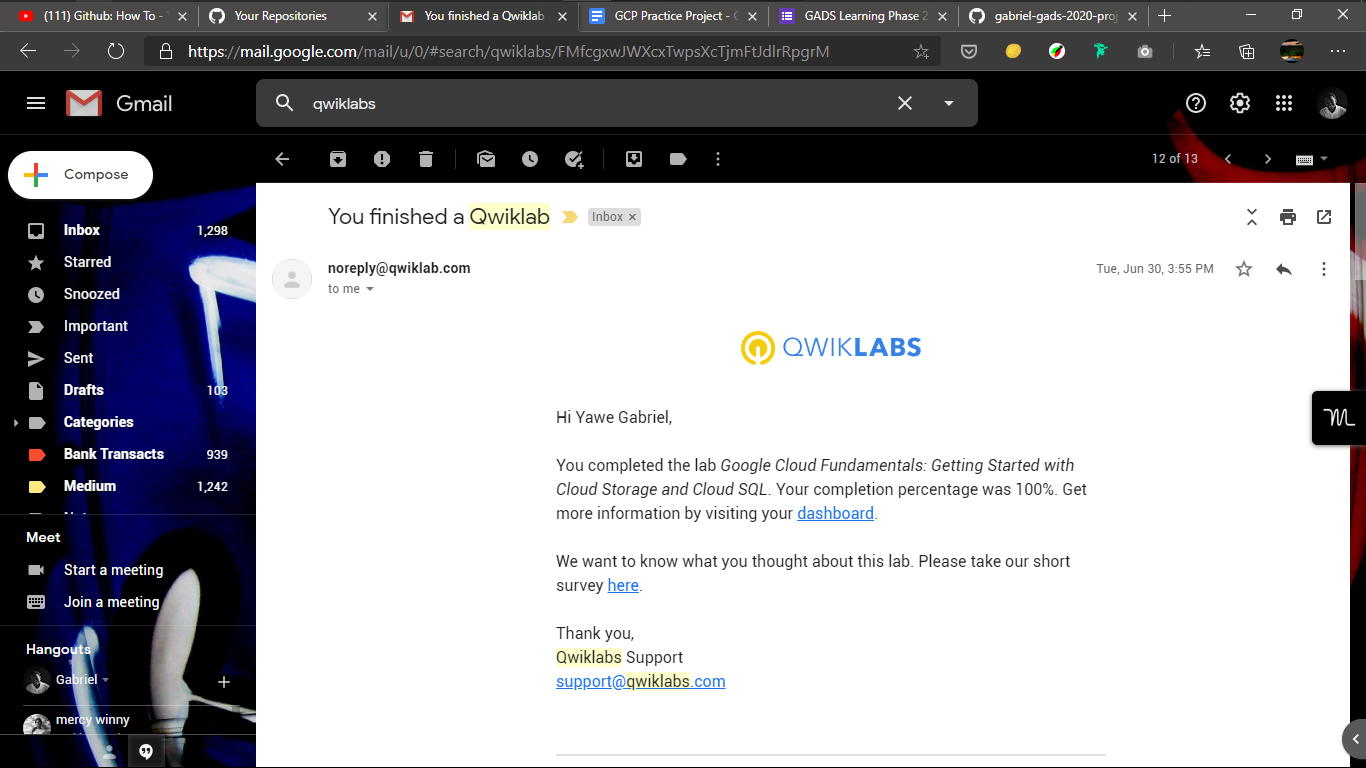 (111) Github: How To -
Your Repositories
You finished a Qwiklab
GCP Practice Project -
GADS Learning Phase 2
gabriel-gads-2020-proj
https://mail.google.com/mail/u/0/#search/qwiklabs/FMfcgxwJWXcxTwpsXcTjmFtJdlrRpgrM
Gmail
qwiklabs
Compose
12 of 13
Inbox 1,298
Starred
Snoozed
Important
Sent
Drafts 103
Categories
Bank Transacts 939
Medium 1,242
Meet
Start a meeting
Join a meeting
Hangouts
Gabriel
mercy winny
You finished a Qwiklab
Inbox ×
noreply@qwiklab.com
Tue, Jun 30, 3:55 PM
to me
QWIKLABS
Hi Yawe Gabriel,
You completed the lab Google Cloud Fundamentals: Getting Started with
Cloud Storage and Cloud SQL. Your completion percentage was 100%. Get
more information by visiting your dashboard.
We want to know what you thought about this lab. Please take our short
survey here.
Thank you,
Qwiklabs Support
support@qwiklabs.com